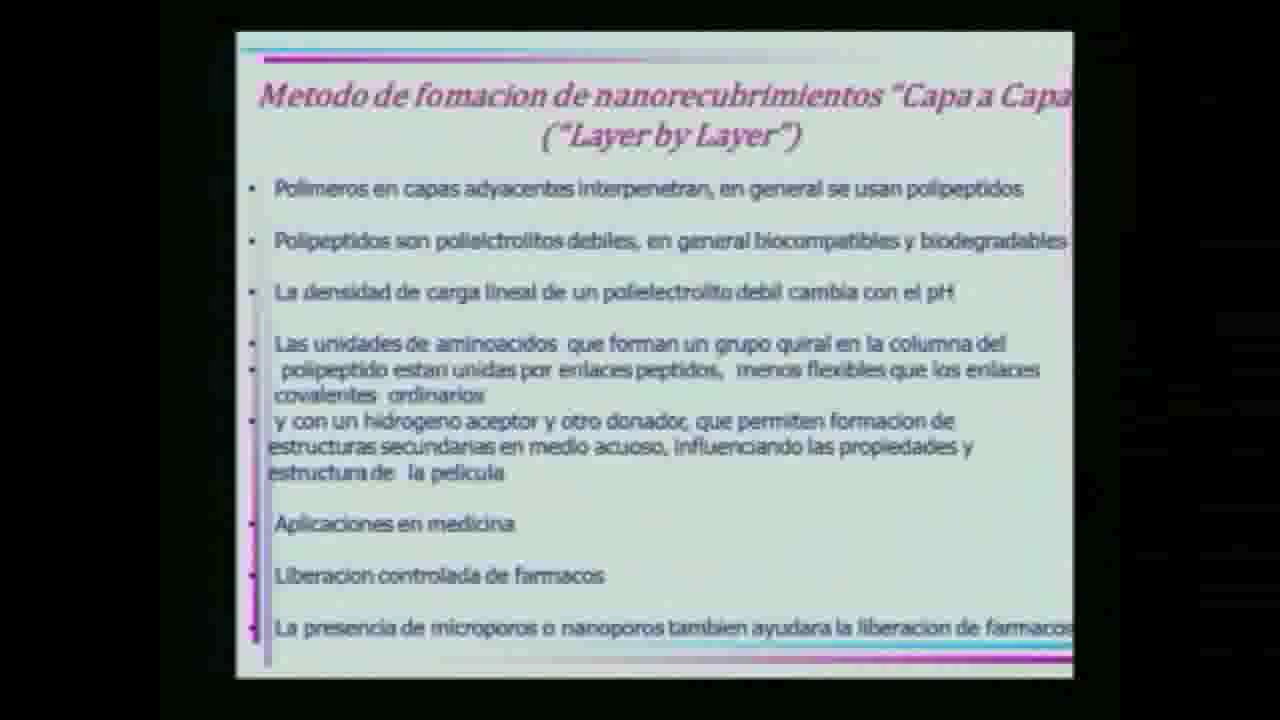 Metodo de fomacion de nanorecubrimientos "Capa a Capa
("Layer by Layer")
• Polimeros en capas adyacentes interpenetran, en general se usan polipeptidos
• Polipeptidos son polielctrolitos debiles, en general biocompatibles y biodegradables
• La densidad de carga lineal de un polielectrolito debil cambia con el pH
• Las unidades de aminoacidos que forman un grupo quiral en la columna del
• polipeptido estan unidas por enlaces peptidos, menos flexibles que los enlaces
covalentes ordinarios
• y con un hidrogeno aceptor y otro donador, que permiten formacion de
estructuras secundarias en medio acuoso, influenciando las propiedades y
estructura de la pelicula
• Aplicaciones en medicina
• Liberacion controlada de farmacos
• La presencia de microporos o nanoporos tambien ayudara la liberacion de farmacos